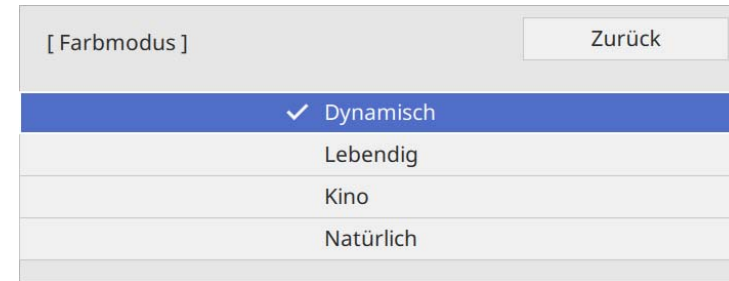 [ Farbmodus ]
Zurück
Dynamisch
Lebendig
Kino
Natürlich